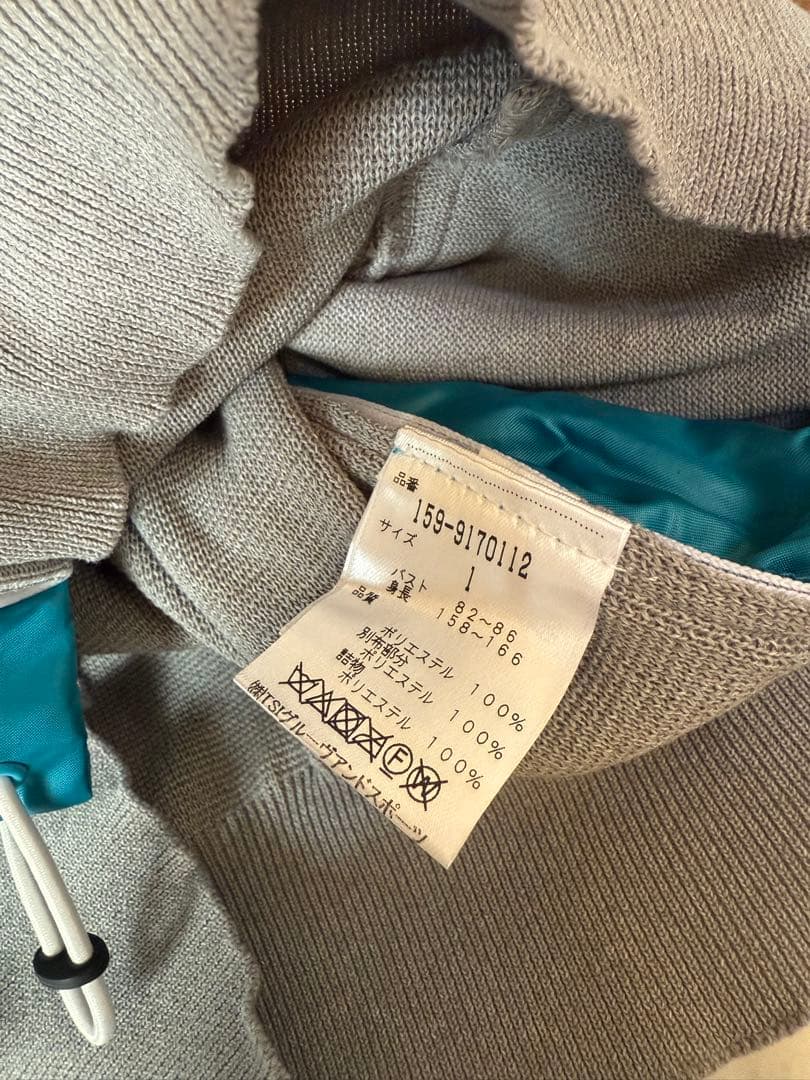 品番
159-9170112
サイズ
1
バスト 82~86
身長 158~166
品質
ポリエステル 100%
別布部分
ポリエステル 100%
詰物
ポリエステル 100%
㈱TSIグルーヴアンドスポーツ